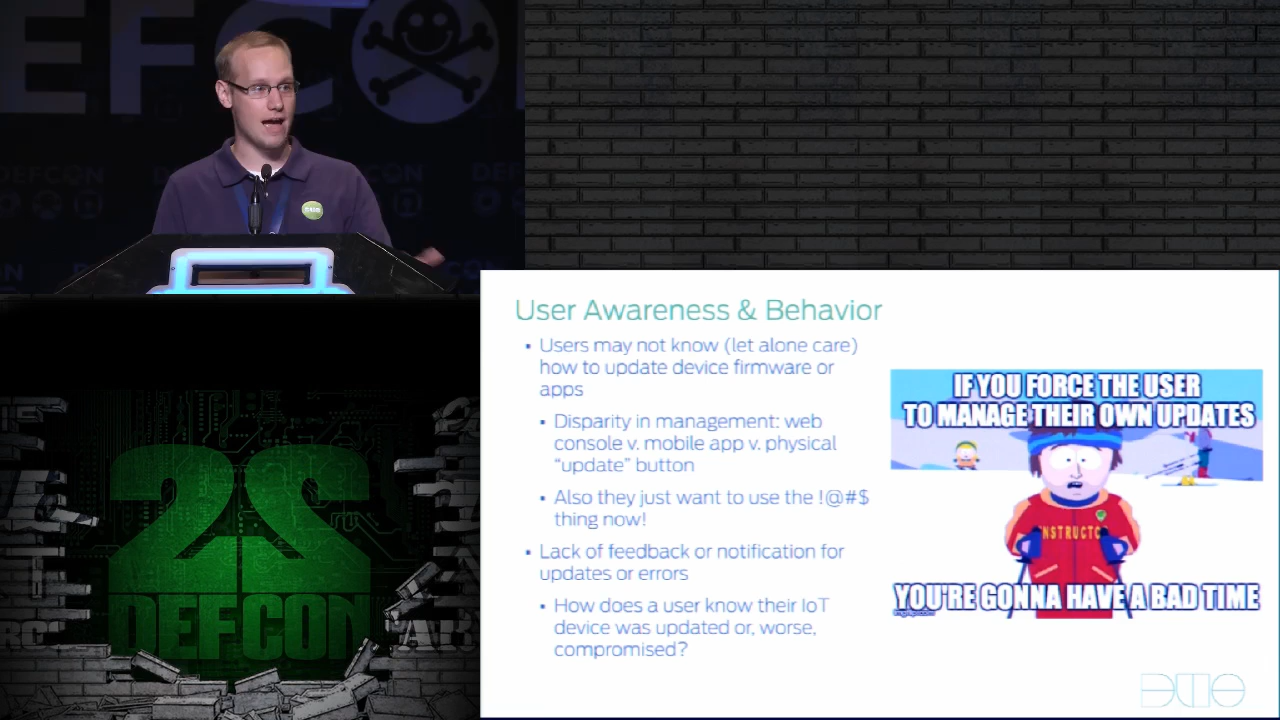 DEFCON
DEFCON
DUO
User Awareness & Behavior
• Users may not know (let alone care)
how to update device firmware or
apps
• Disparity in management: web
console v. mobile app v. physical
"update" button
• Also they just want to use the !@#$
thing now!
• Lack of feedback or notification for
updates or errors
• How does a user know their IoT
device was updated or, worse,
compromised?
IF YOU FORCE THE USER
TO MANAGE THEIR OWN UPDATES
NSTRUCTO
YOU'RE GONNA HAVE A BAD TIME
DUO
22
DEFCON